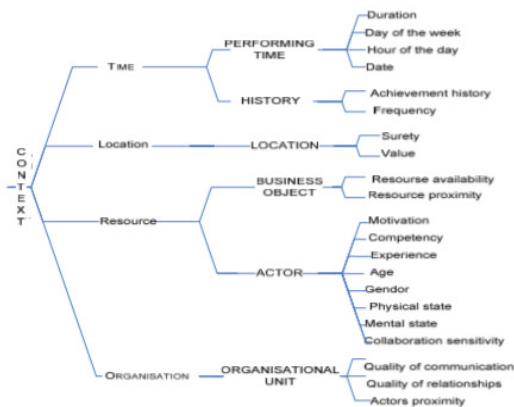 Duration
PERFORMING TIME
Day of the week
Hour of the day
Date
TIME
HISTORY
Achievement history
Frequency
CONTEXT
Location
LOCATION
Surety
Value
BUSINESS OBJECT
Resourse availability
Resource proximity
Resource
ACTOR
Motivation
Competency
Experience
Age
Gendor
Physical state
Mental state
Collaboration sensitivity
ORGANISATION
ORGANISATIONAL UNIT
Quality of communication
Quality of relationships
Actors proximity